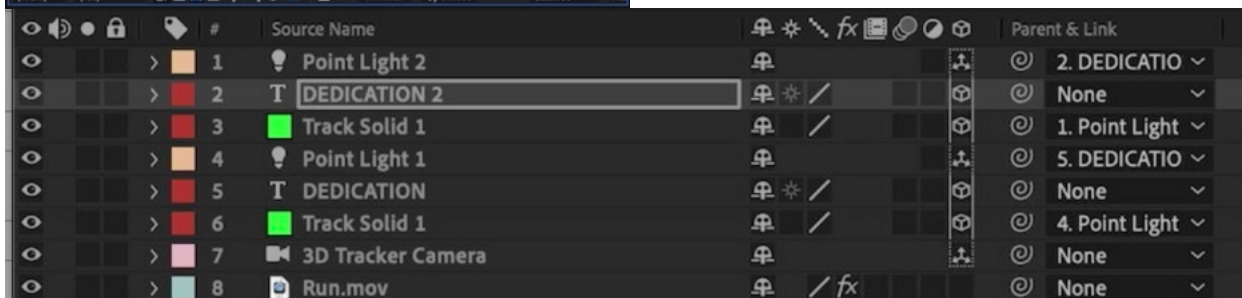 # Source Name fx Parent & Link
1 Point Light 2 2. DEDICATIO
2 T DEDICATION 2 None
3 Track Solid 1 1. Point Light
4 Point Light 1 5. DEDICATIO
5 T DEDICATION None
6 Track Solid 1 4. Point Light
7 3D Tracker Camera None
8 Run.mov fx None